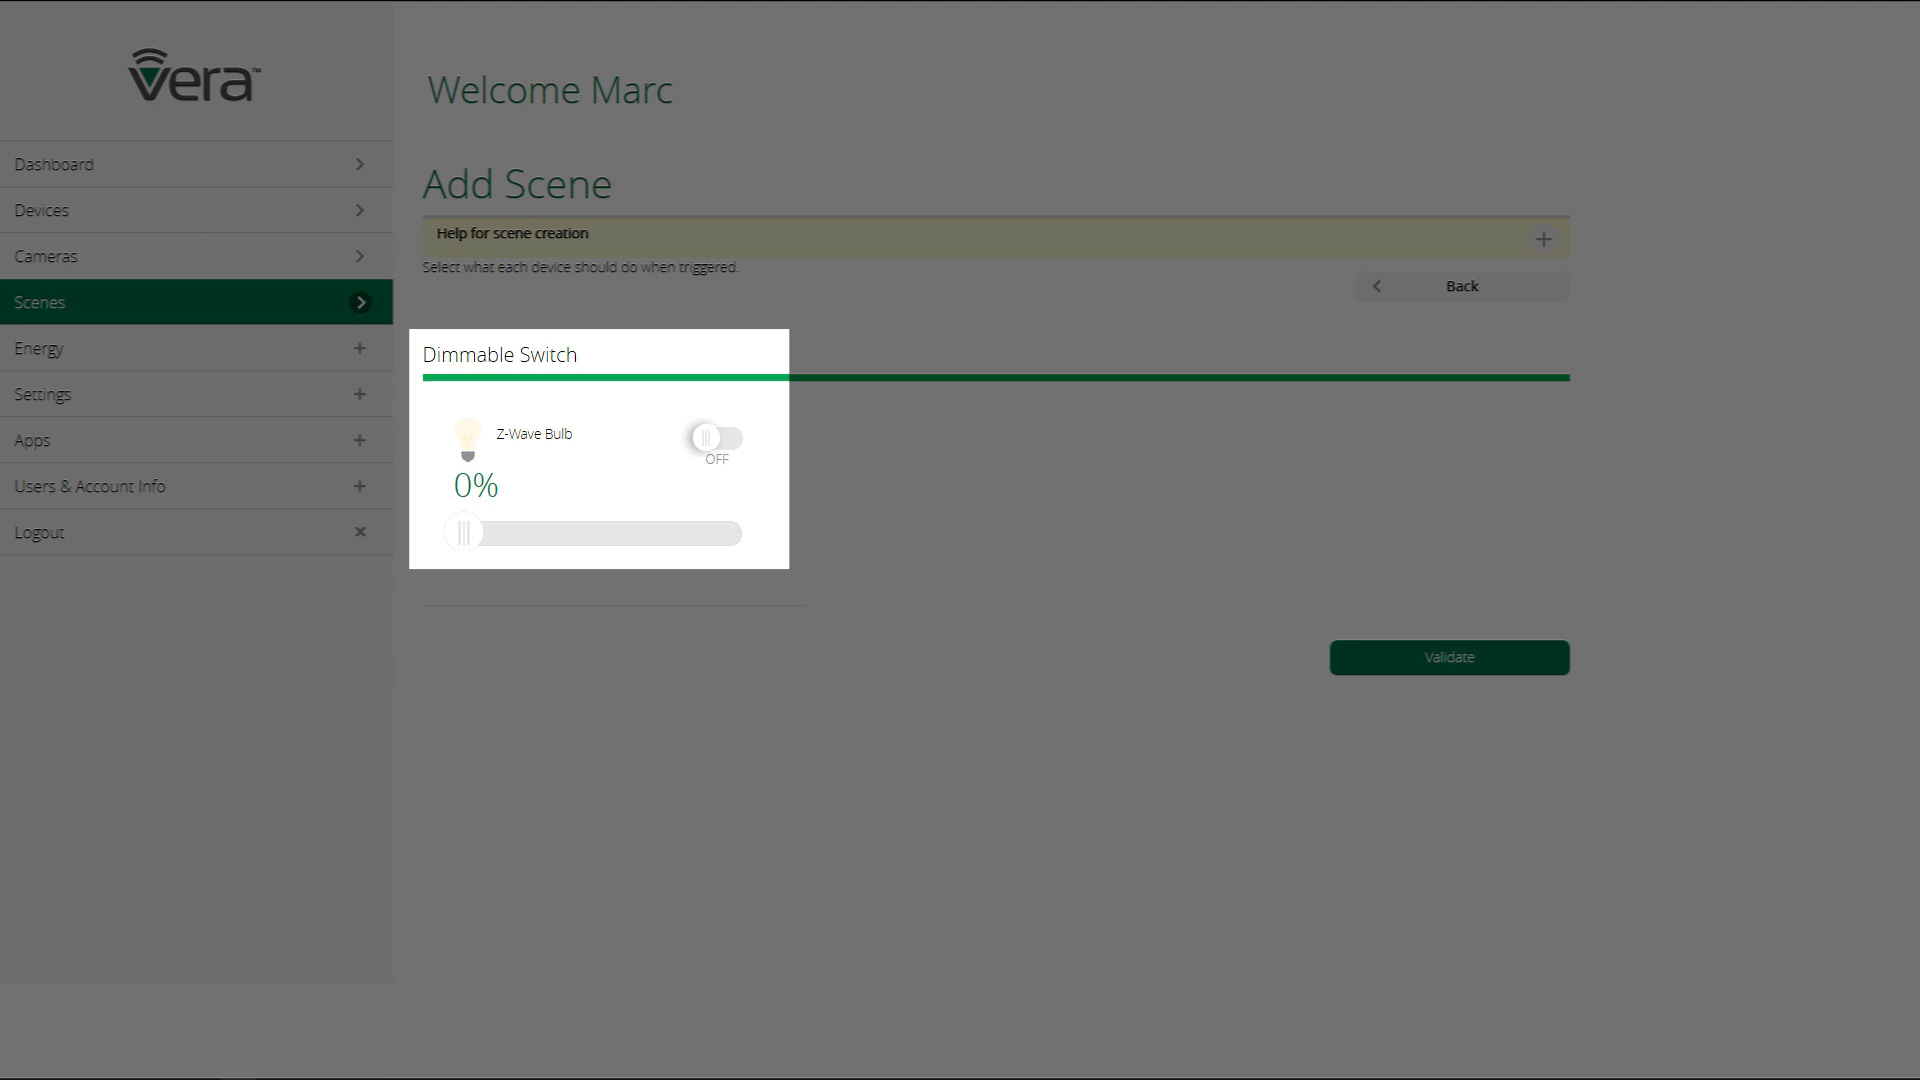 vera™
Dashboard
Devices
Cameras
Scenes
Energy
Settings
Apps
Users & Account Info
Logout
Welcome Marc
Add Scene
Help for scene creation
Select what each device should do when triggered.
Back
Dimmable Switch
Z-Wave Bulb
OFF
0%
Validate